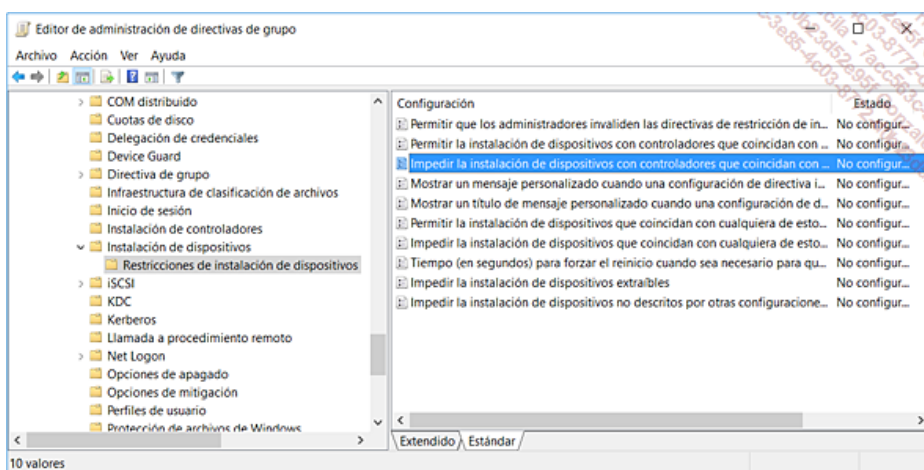 Editor de administración de directivas de grupo
Archivo Acción Ver Ayuda
COM distribuido
Cuotas de disco
Delegación de credenciales
Device Guard
Directiva de grupo
Infraestructura de clasificación de archivos
Inicio de sesión
Instalación de controladores
Instalación de dispositivos
Restricciones de instalación de dispositivos
iSCSI
KDC
Kerberos
Llamada a procedimiento remoto
Net Logon
Opciones de apagado
Opciones de mitigación
Perfiles de usuario
Protección de archivos de Windows
Configuración Estado
Permitir que los administradores invaliden las directivas de restricción de in... No configur...
Permitir la instalación de dispositivos con controladores que coincidan con ... No configur...
Impedir la instalación de dispositivos con controladores que coincidan con ... No configur...
Mostrar un mensaje personalizado cuando una configuración de directiva i... No configur...
Mostrar un título de mensaje personalizado cuando una configuración de d... No configur...
Permitir la instalación de dispositivos que coincidan con cualquiera de esto... No configur...
Impedir la instalación de dispositivos que coincidan con cualquiera de esto... No configur...
Tiempo (en segundos) para forzar el reinicio cuando sea necesario para qu... No configur...
Impedir la instalación de dispositivos extraíbles No configur...
Impedir la instalación de dispositivos no descritos por otras configuracione... No configur...
Extendido Estándar
10 valores